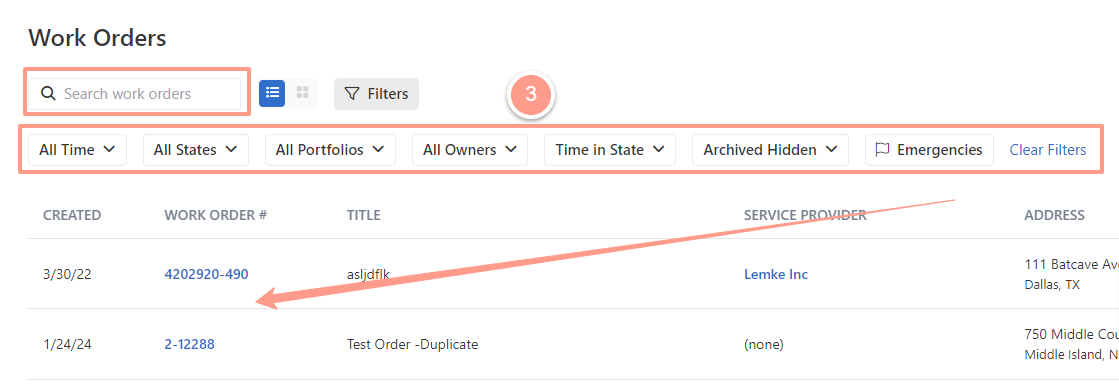 Work Orders
Search work orders Filters 3
All Time All States All Portfolios All Owners Time in State Archived Hidden Emergencies Clear Filters
CREATED WORK ORDER # TITLE SERVICE PROVIDER ADDRESS
3/30/22 4202920-490 asljdflk Lemke Inc 111 Batcave Av
Dallas, TX
1/24/24 2-12288 Test Order -Duplicate (none) 750 Middle Cou
Middle Island, N